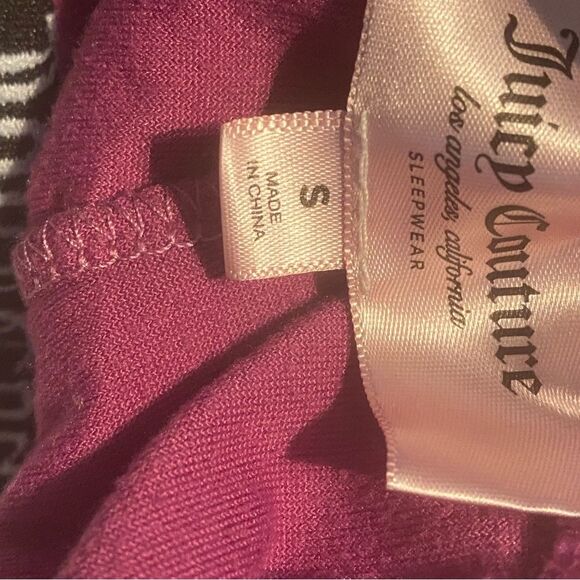 Juicy Couture
los angeles, california
SLEEPWEAR
S
MADE
IN CHINA